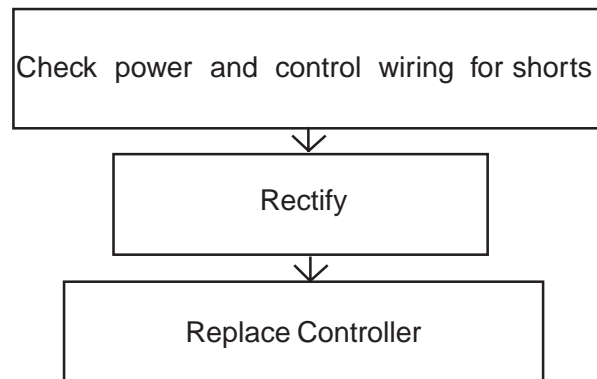 Check power and control wiring for shorts
Rectify
Replace Controller